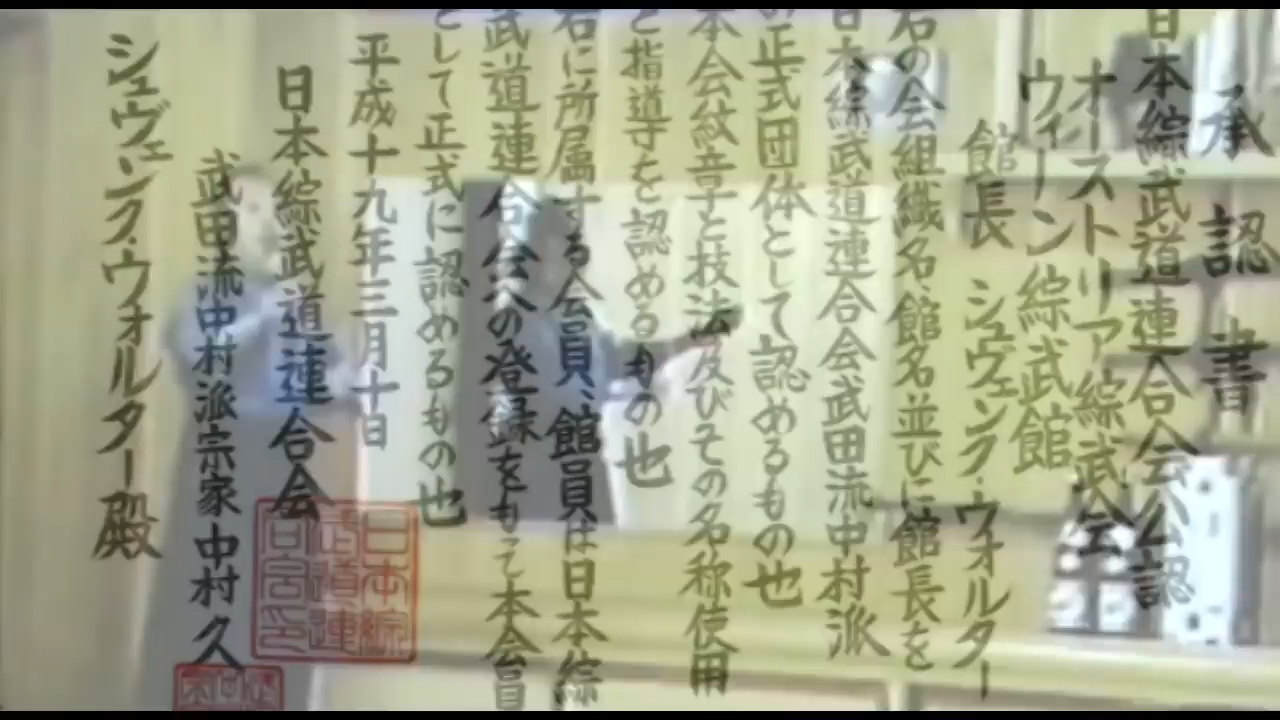 承認書
日本綜武道連合会公認
オーストリア綜武会
ウィーン綜武館
館長 シュヴェンク・ウォルター
右の会組織名、館名並びに館長を
日本綜武道連合会武田流中村派
の正式団体として認めるもの也
本会紋章と技法及びその名称使用
と指導を認めるもの也
右に所属する会員、館員は日本綜
武道連合会への登録をもって本会員
として正式に認めるもの也
平成十九年三月十日
日本綜武道連合会
武田流中村派宗家 中村久
シュヴェンク・ウォルター殿